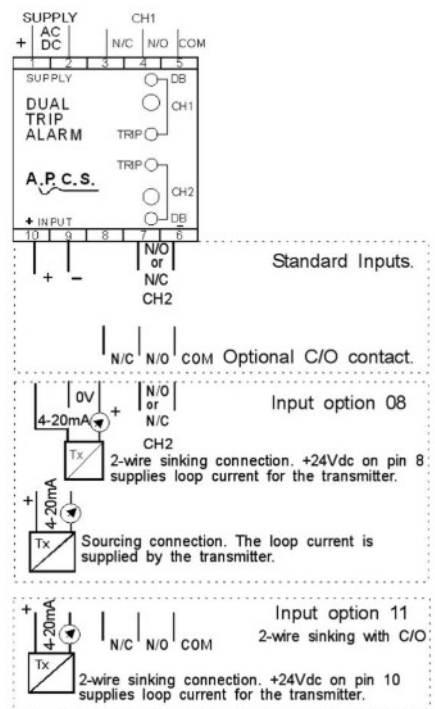 SUPPLY CH1
AC
+ DC N/C N/O COM
1 2 3 4 5
SUPPLY DB
DUAL CH1
TRIP
ALARM TRIP
TRIP
A.P.C.S.
CH2
+ INPUT DB
10 9 8 7 6
+ − N/O
or
N/C
CH2
Standard Inputs.
N/C N/O COM Optional C/O contact.
Input option 08
0V N/O
or
N/C
4-20mA +
CH2
Tx 2-wire sinking connection. +24Vdc on pin 8
supplies loop current for the transmitter.
+ 4-20mA
Tx Sourcing connection. The loop current is
supplied by the transmitter.
Input option 11
+ 4-20mA 2-wire sinking with C/O
N/C N/O COM
Tx 2-wire sinking connection. +24Vdc on pin 10
supplies loop current for the transmitter.